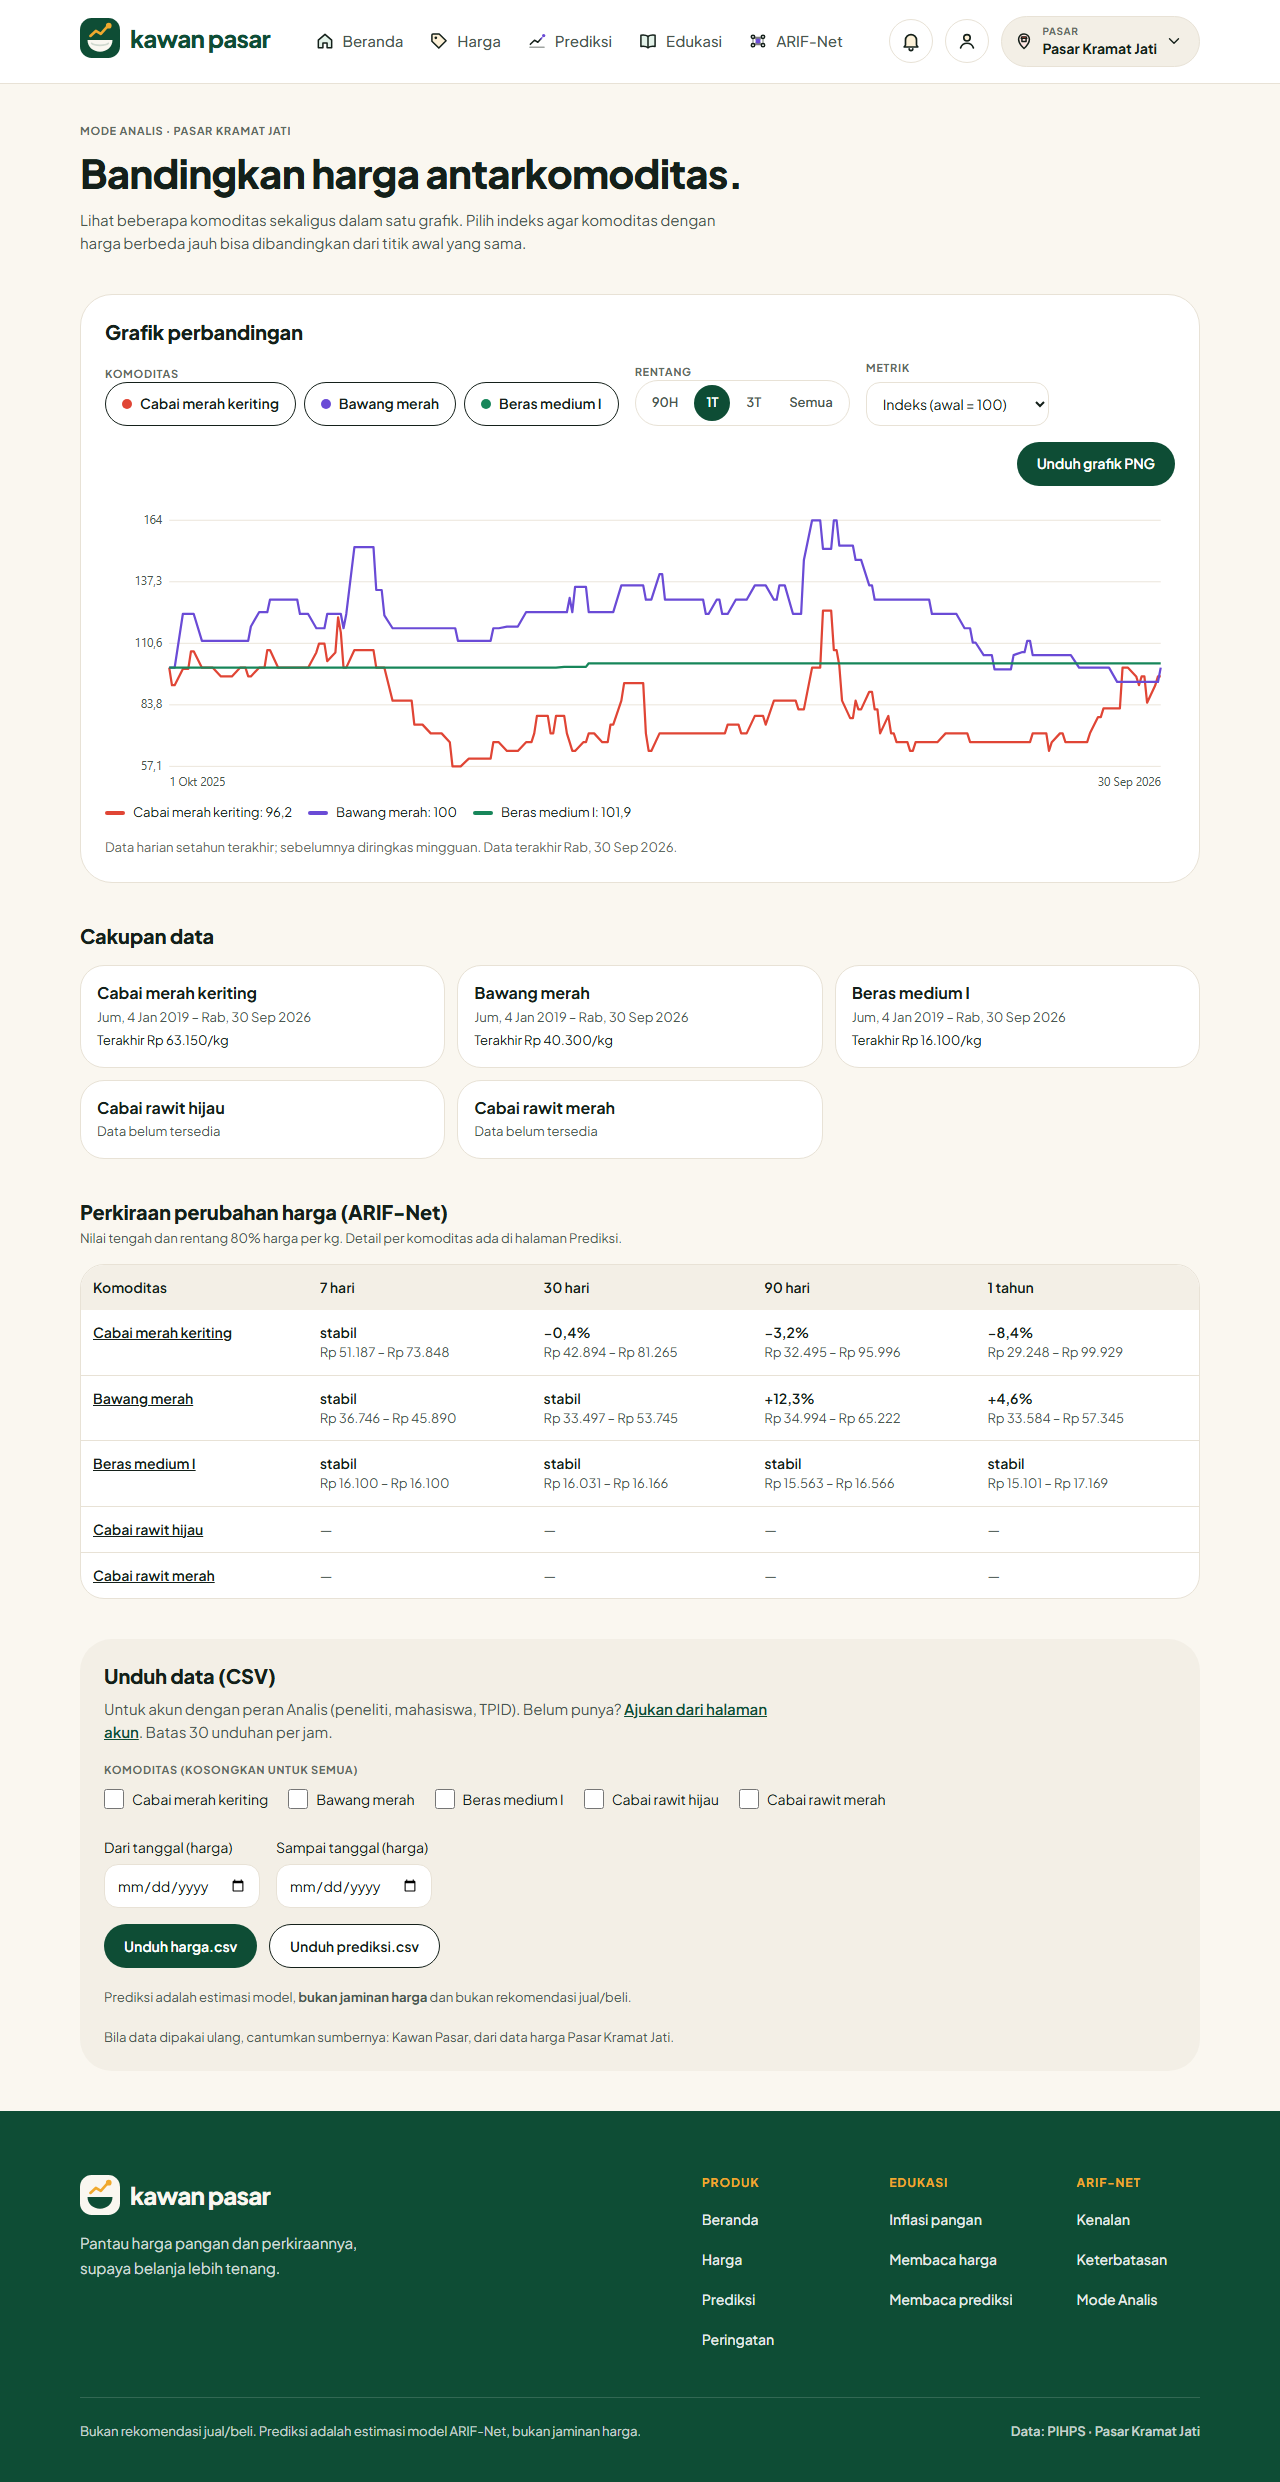 kawan pasar
Beranda
Harga
Prediksi
Edukasi
ARIF-Net
PASAR
Pasar Kramat Jati
MODE ANALIS · PASAR KRAMAT JATI
Bandingkan harga antarkomoditas.
Lihat beberapa komoditas sekaligus dalam satu grafik. Pilih indeks agar komoditas dengan
harga berbeda jauh bisa dibandingkan dari titik awal yang sama.
Grafik perbandingan
KOMODITAS
Cabai merah keriting
Bawang merah
Beras medium I
RENTANG
90H
1T
3T
Semua
METRIK
Indeks (awal = 100)
Unduh grafik PNG
164
137,3
110,6
83,8
57,1
1 Okt 2025
30 Sep 2026
Cabai merah keriting: 96,2
Bawang merah: 100
Beras medium I: 101,9
Data harian setahun terakhir; sebelumnya diringkas mingguan. Data terakhir Rab, 30 Sep 2026.
Cakupan data
Cabai merah keriting
Jum, 4 Jan 2019 – Rab, 30 Sep 2026
Terakhir Rp 63.150/kg
Bawang merah
Jum, 4 Jan 2019 – Rab, 30 Sep 2026
Terakhir Rp 40.300/kg
Beras medium I
Jum, 4 Jan 2019 – Rab, 30 Sep 2026
Terakhir Rp 16.100/kg
Cabai rawit hijau
Data belum tersedia
Cabai rawit merah
Data belum tersedia
Perkiraan perubahan harga (ARIF-Net)
Nilai tengah dan rentang 80% harga per kg. Detail per komoditas ada di halaman Prediksi.
Komoditas
7 hari
30 hari
90 hari
1 tahun
Cabai merah keriting
stabil
Rp 51.187 – Rp 73.848
−0,4%
Rp 42.894 – Rp 81.265
−3,2%
Rp 32.495 – Rp 95.996
−8,4%
Rp 29.248 – Rp 99.929
Bawang merah
stabil
Rp 36.746 – Rp 45.890
stabil
Rp 33.497 – Rp 53.745
+12,3%
Rp 34.994 – Rp 65.222
+4,6%
Rp 33.584 – Rp 57.345
Beras medium I
stabil
Rp 16.100 – Rp 16.100
stabil
Rp 16.031 – Rp 16.166
stabil
Rp 15.563 – Rp 16.566
stabil
Rp 15.101 – Rp 17.169
Cabai rawit hijau
—
—
—
—
Cabai rawit merah
—
—
—
—
Unduh data (CSV)
Untuk akun dengan peran Analis (peneliti, mahasiswa, TPID). Belum punya? Ajukan dari halaman
akun. Batas 30 unduhan per jam.
KOMODITAS (KOSONGKAN UNTUK SEMUA)
Cabai merah keriting
Bawang merah
Beras medium I
Cabai rawit hijau
Cabai rawit merah
Dari tanggal (harga)
Sampai tanggal (harga)
mm/dd/yyyy
mm/dd/yyyy
Unduh harga.csv
Unduh prediksi.csv
Prediksi adalah estimasi model, bukan jaminan harga dan bukan rekomendasi jual/beli.
Bila data dipakai ulang, cantumkan sumbernya: Kawan Pasar, dari data harga Pasar Kramat Jati.
kawan pasar
Pantau harga pangan dan perkiraannya,
supaya belanja lebih tenang.
PRODUK
Beranda
Harga
Prediksi
Peringatan
EDUKASI
Inflasi pangan
Membaca harga
Membaca prediksi
ARIF-NET
Kenalan
Keterbatasan
Mode Analis
Bukan rekomendasi jual/beli. Prediksi adalah estimasi model ARIF-Net, bukan jaminan harga.
Data: PIHPS · Pasar Kramat Jati